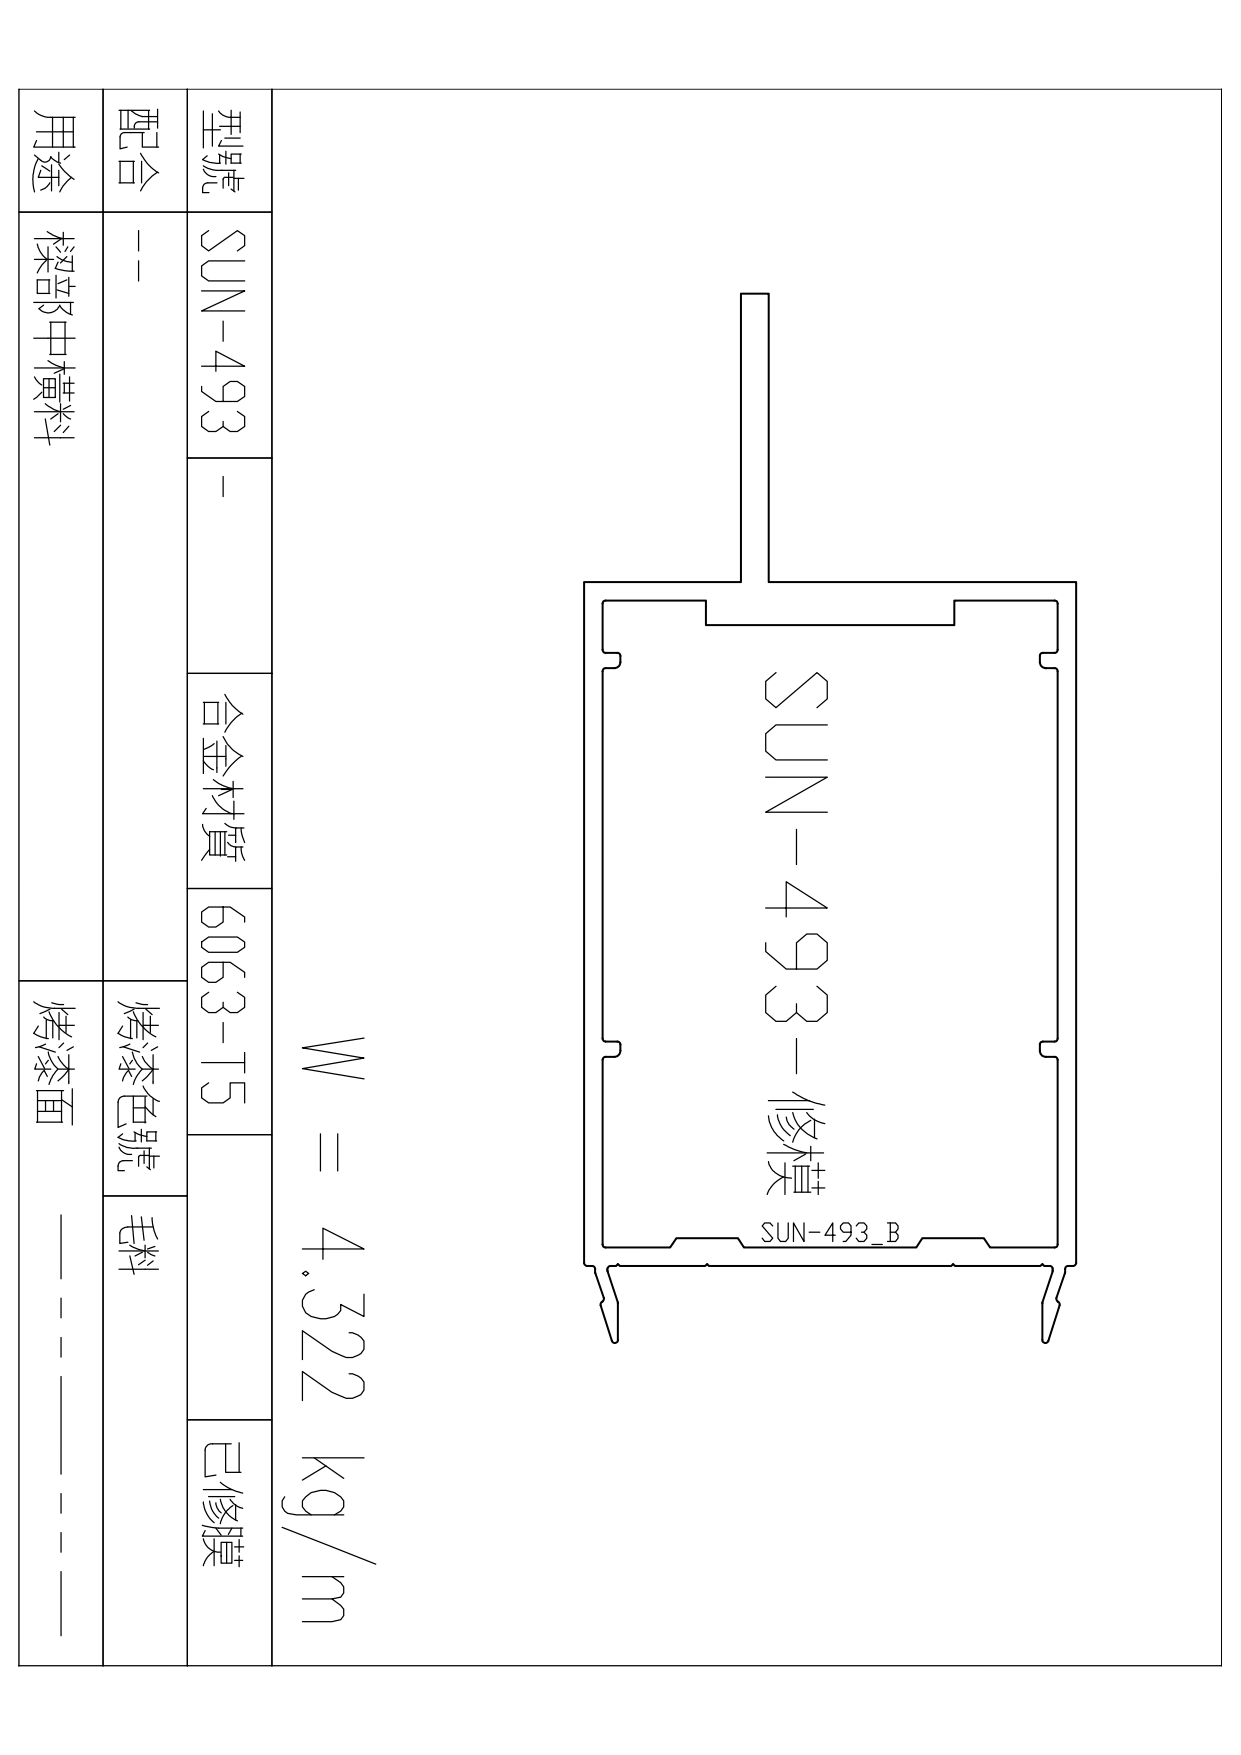 SUN-493-修模
SUN-493_B
W = 4.322 kg/m
型號 SUN-493 - 合金材質 6063-T5 已修膜
配合 -- 烤漆色號 毛料
用途 樑部中橫料 烤漆面